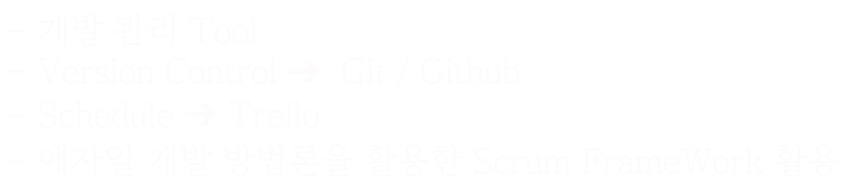 - 개발 관리 Tool
- Version Control → Git / Github
- Schedule → Trello
- 애자일 개발 방법론을 활용한 Scrum FrameWork 활용